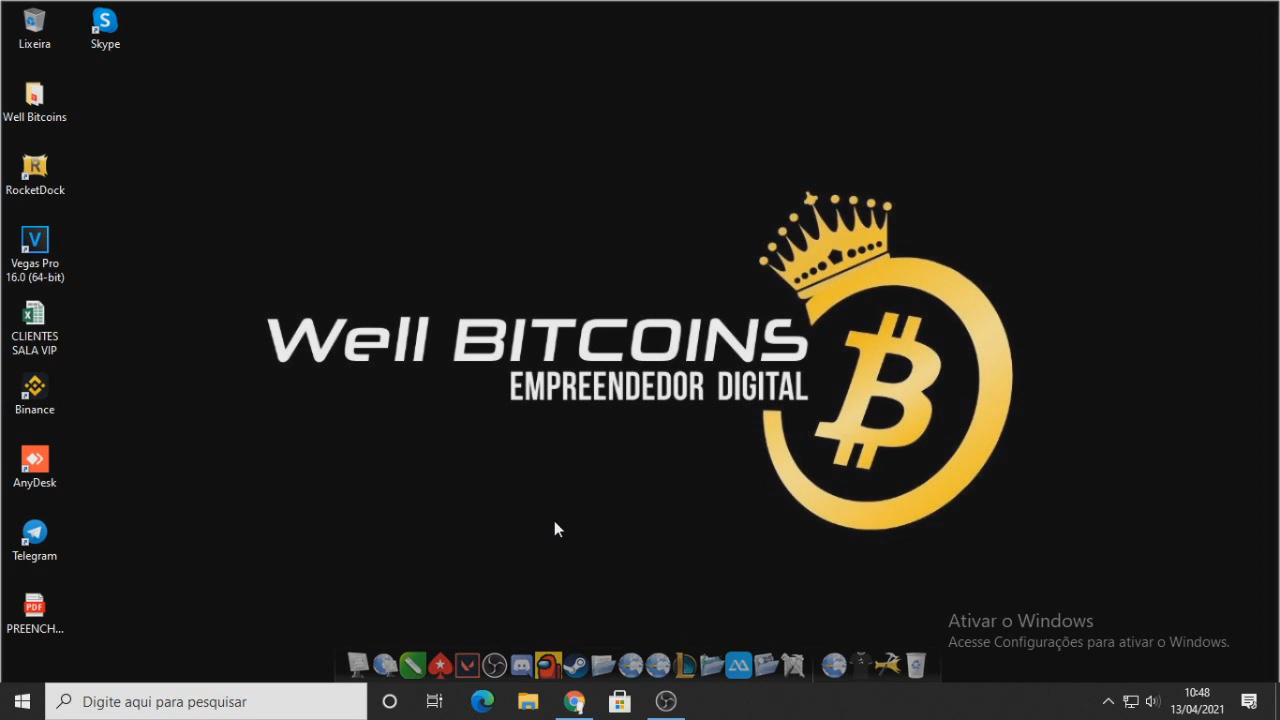 Lixeira
Skype
Well Bitcoins
RocketDock
Vegas Pro
16.0 (64-bit)
CLIENTES
SALA VIP
Binance
AnyDesk
Telegram
PDF
PREENCH...
Well BITCOINS
EMPREENDEDOR DIGITAL
Ativar o Windows
Acesse Configurações para ativar o Windows.
Digite aqui para pesquisar
10:48
13/04/2021